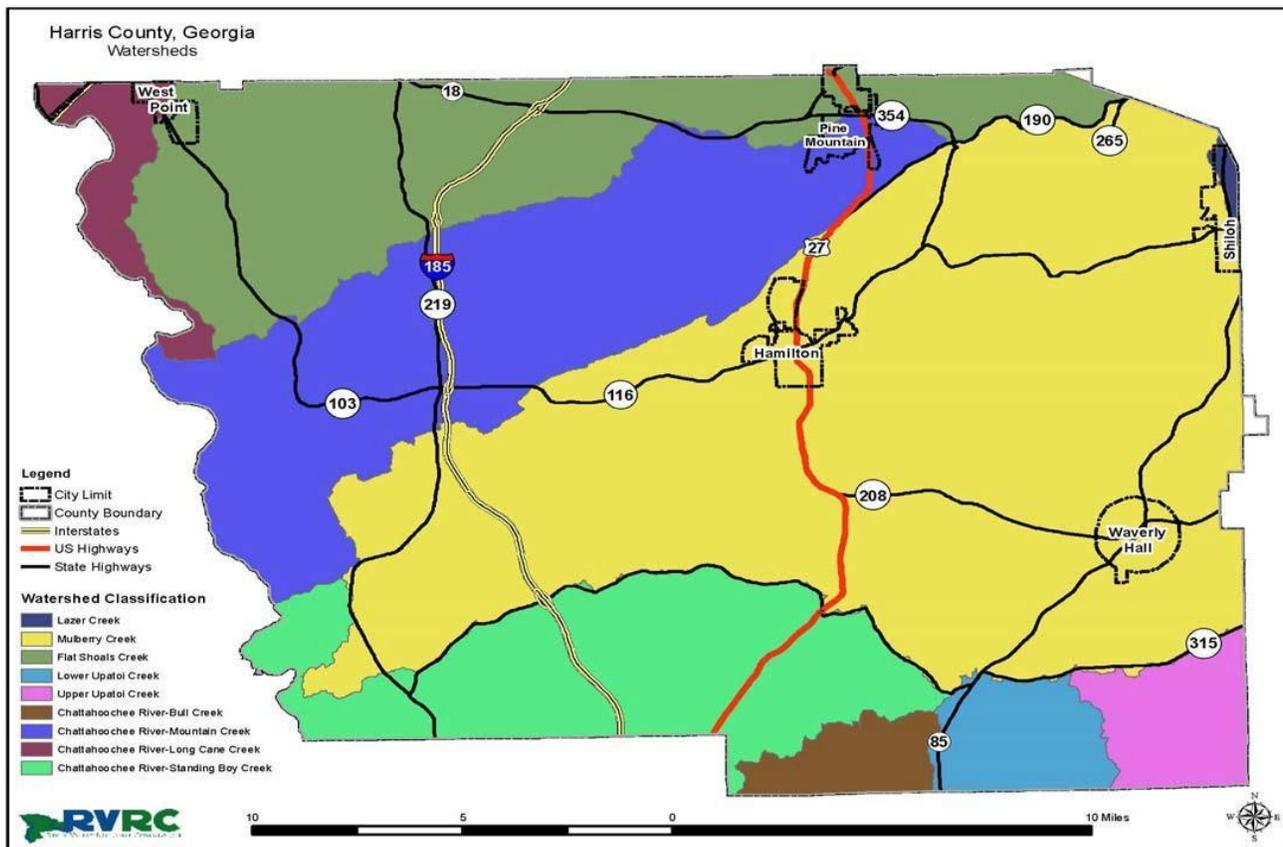 Harris County, Georgia
Watersheds
West
Point
18
354
190
265
Pine
Mountain
Shiloh
27
185
219
Hamilton
116
103
208
Waverly
Hall
315
85
Legend
City Limit
County Boundary
Interstates
US Highways
State Highways
Watershed Classification
Lazer Creek
Mulberry Creek
Flat Shoals Creek
Lower Upatoi Creek
Upper Upatoi Creek
Chattahoochee River-Bull Creek
Chattahoochee River-Mountain Creek
Chattahoochee River-Long Cane Creek
Chattahoochee River-Standing Boy Creek
RVRC
10 5 0 10 Miles
N
W E
S